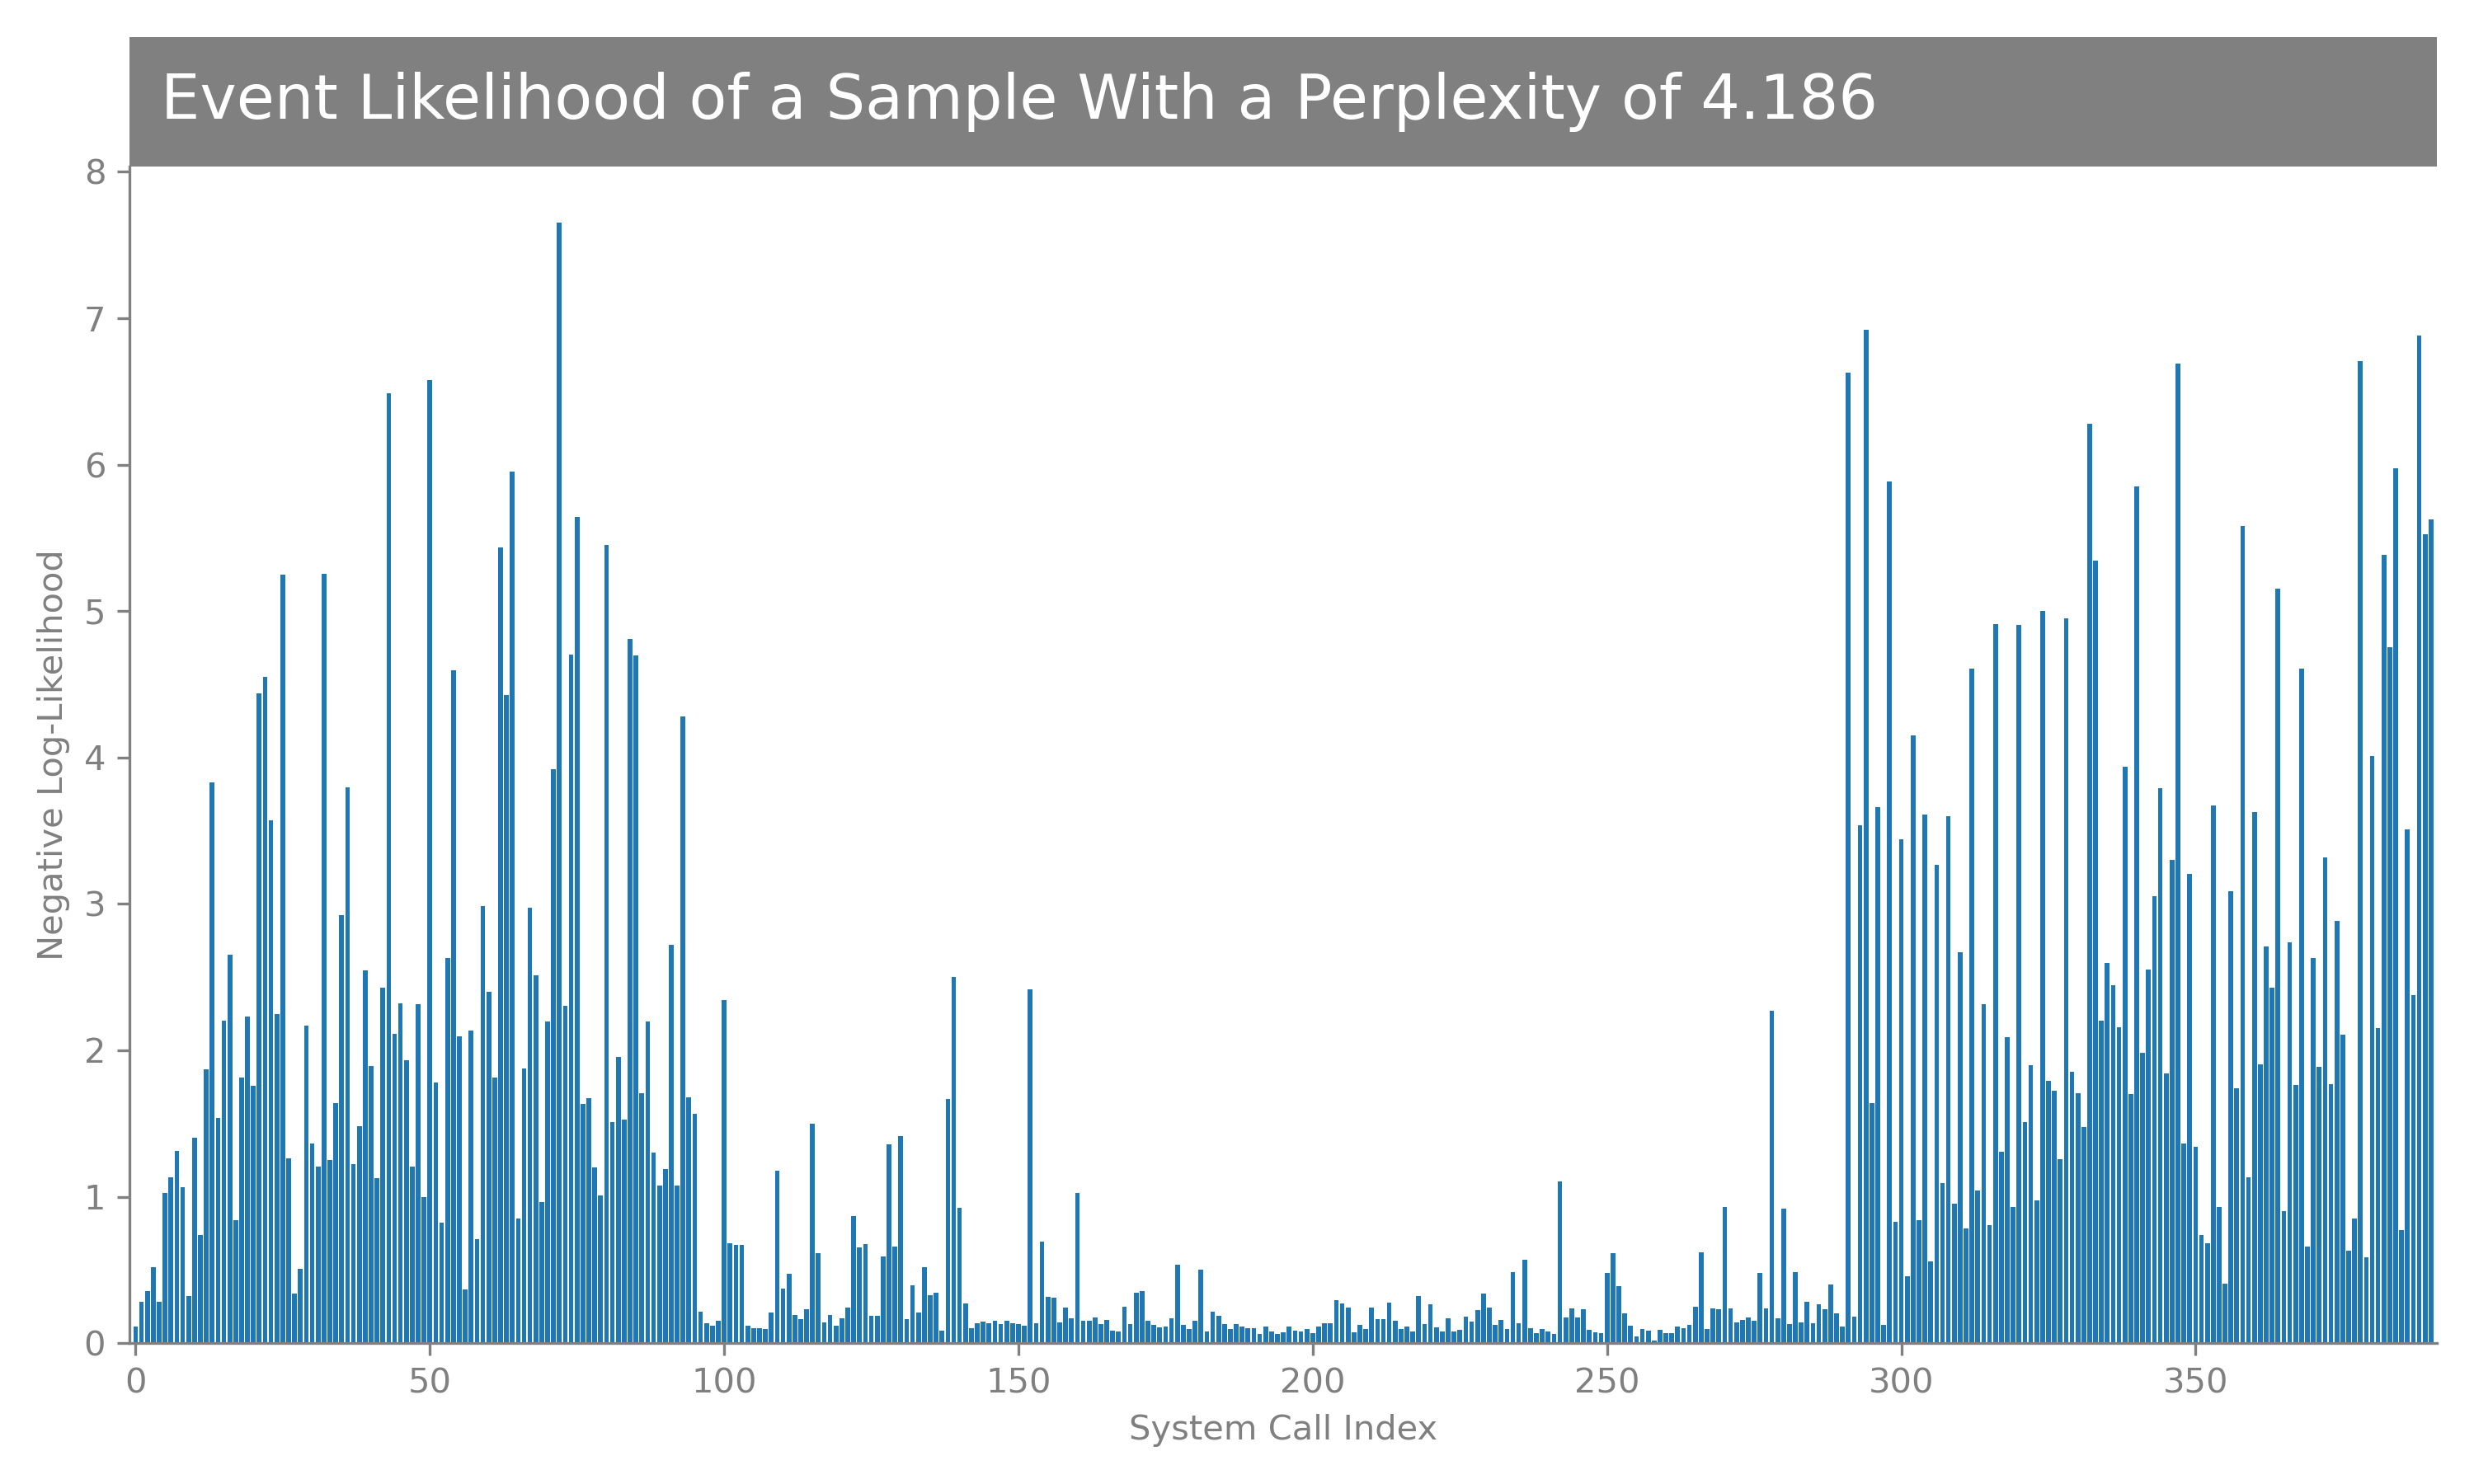 Event Likelihood of a Sample With a Perplexity of 4.186
8
7
6
5
4
3
2
1
0
Negative Log-Likelihood
0 50 100 150 200 250 300 350
System Call Index